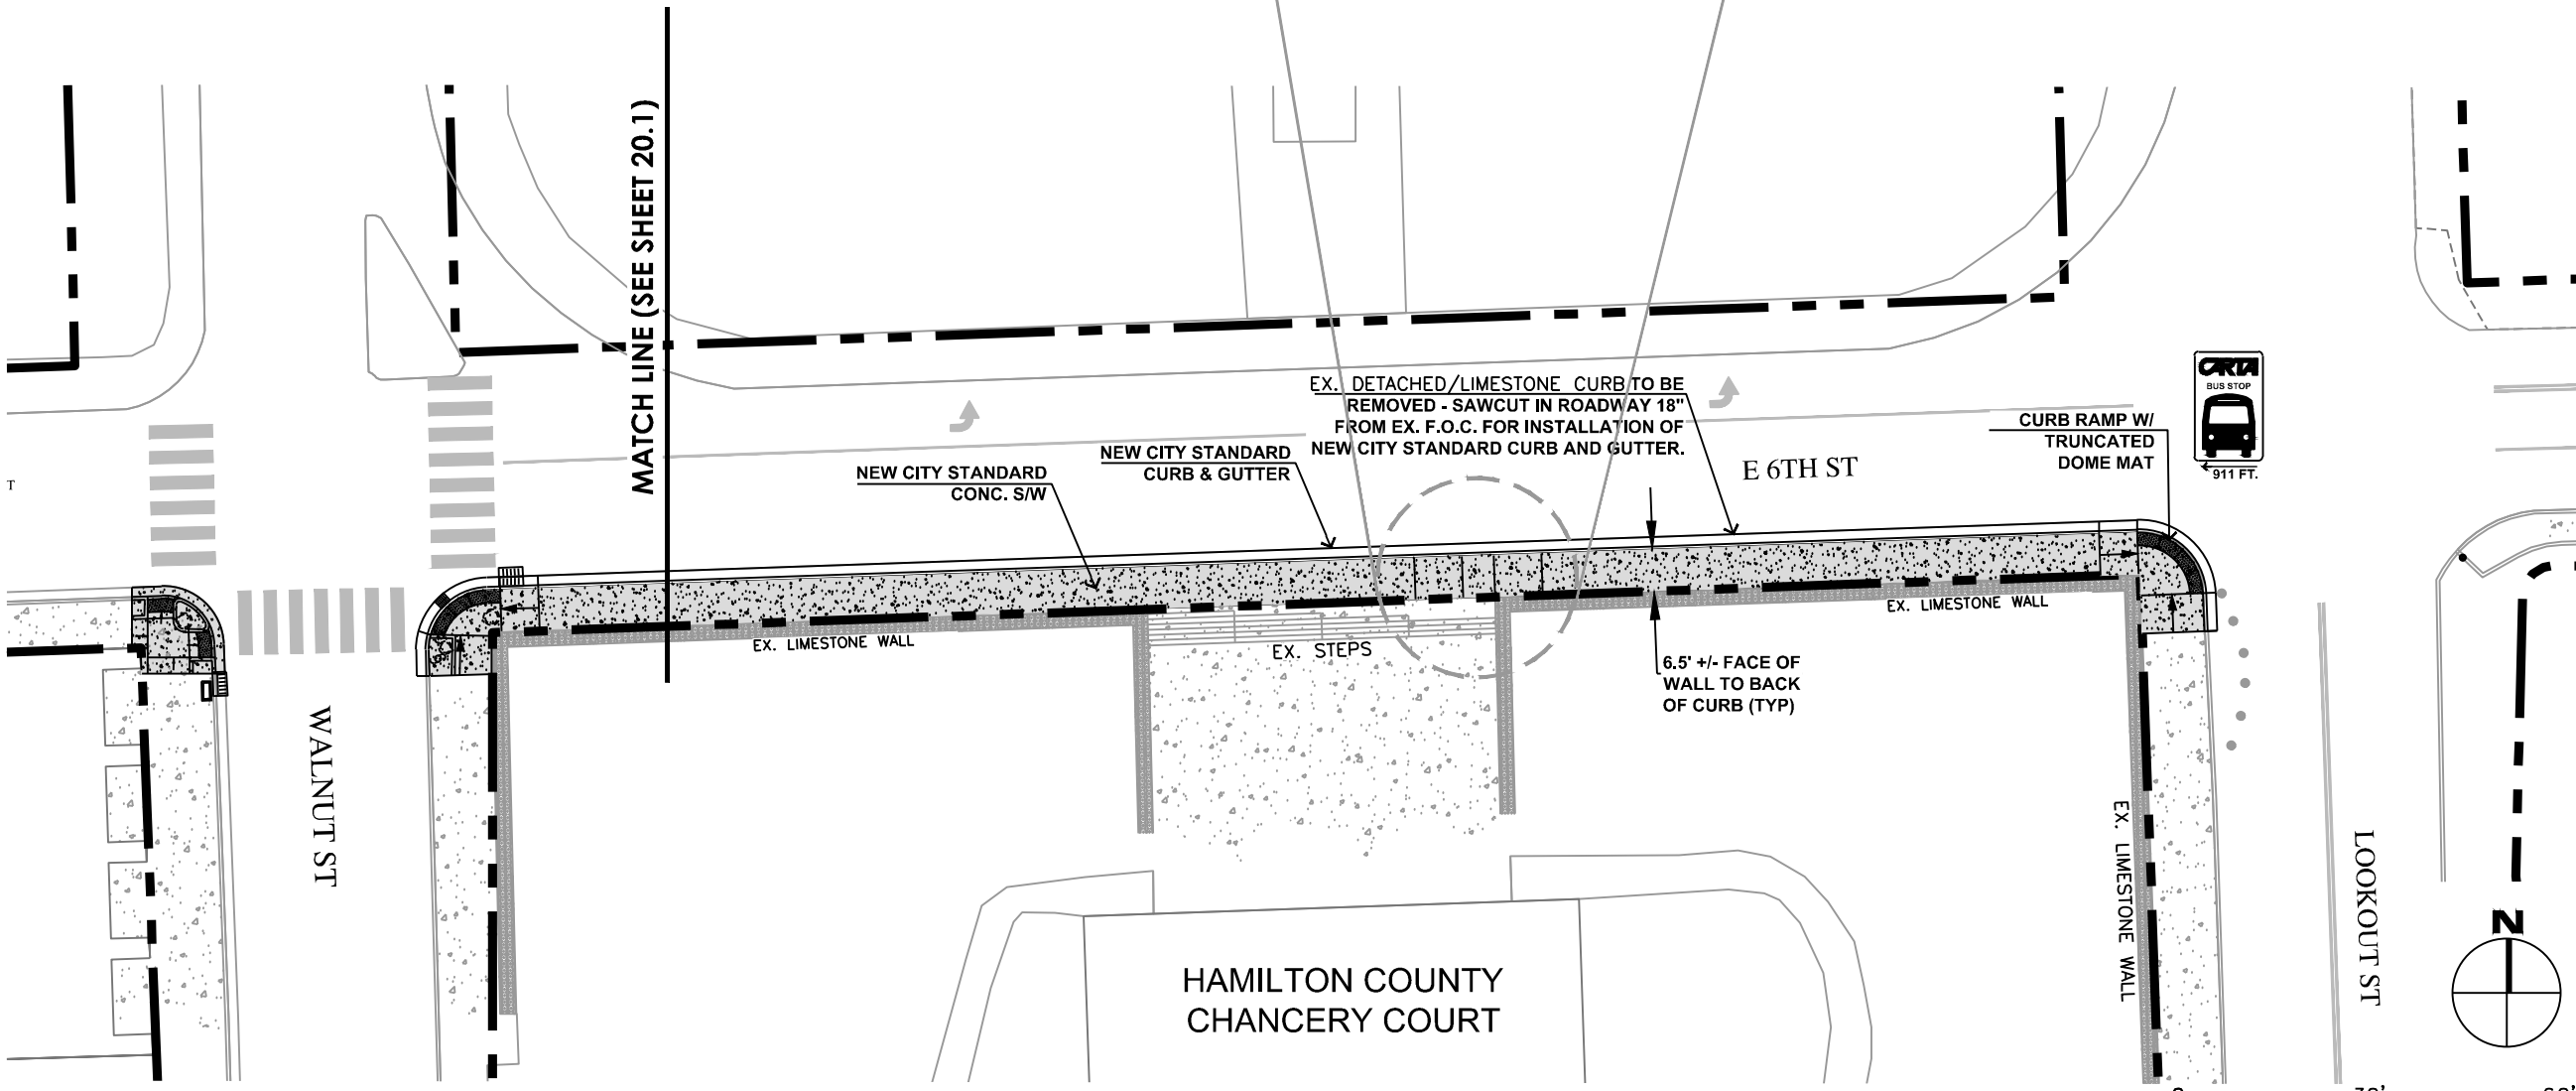 MATCH LINE (SEE SHEET 20.1)
EX. DETACHED/LIMESTONE CURB TO BE
REMOVED - SAWCUT IN ROADWAY 18"
FROM EX. F.O.C. FOR INSTALLATION OF
NEW CITY STANDARD CURB AND GUTTER.
NEW CITY STANDARD
CURB & GUTTER
NEW CITY STANDARD
CONC. S/W
E 6TH ST
CURB RAMP W/
TRUNCATED
DOME MAT
CARTA
BUS STOP
911 FT.
T
EX. LIMESTONE WALL
EX. STEPS
EX. LIMESTONE WALL
6.5' +/- FACE OF
WALL TO BACK
OF CURB (TYP)
WALNUT ST
EX. LIMESTONE WALL
LOOKOUT ST
N
HAMILTON COUNTY
CHANCERY COURT